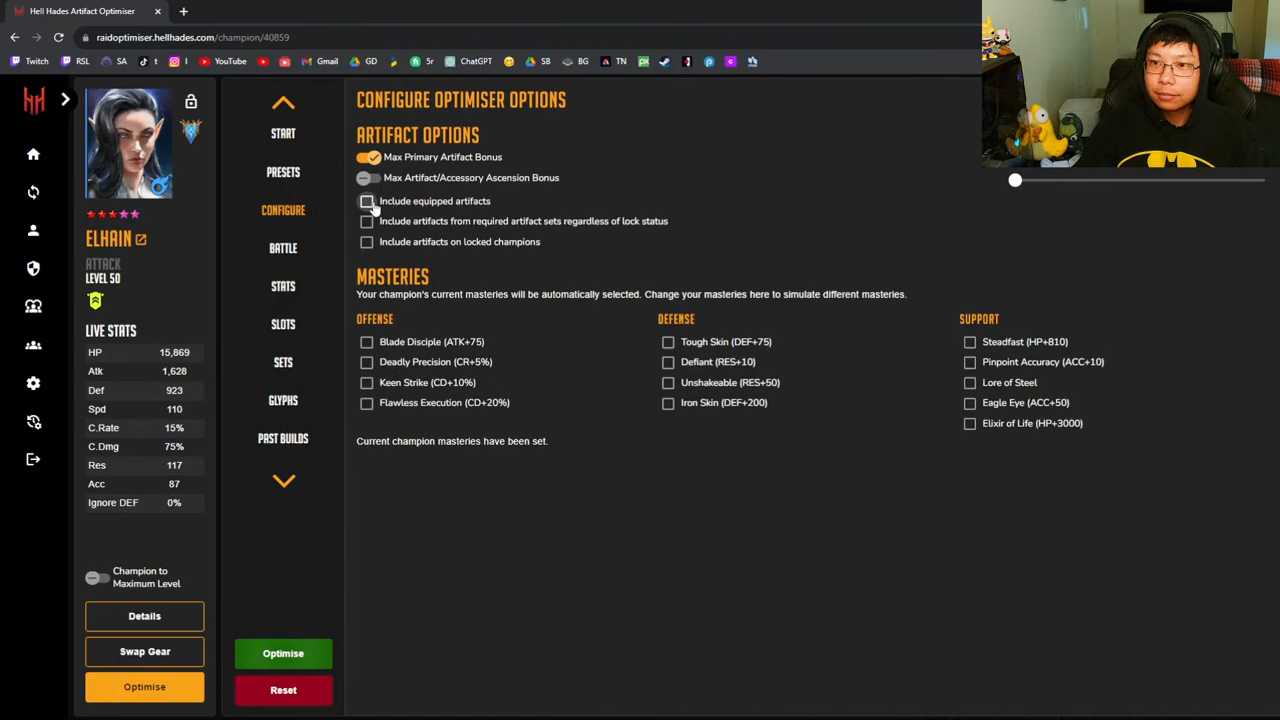 Hell Hades Artifact Optimiser
raidoptimiser.hellhades.com/champion/40859
Twitch
RSL
SA
t
I
YouTube
Gmail
GD
5r
ChatGPT
SB
BG
TN
ELHAIN
ATTACK
LEVEL 50
LIVE STATS
HP 15,869
Atk 1,628
Def 923
Spd 110
C.Rate 15%
C.Dmg 75%
Res 117
Acc 87
Ignore DEF 0%
Champion to
Maximum Level
Details
Swap Gear
Optimise
START
PRESETS
CONFIGURE
BATTLE
STATS
SLOTS
SETS
GLYPHS
PAST BUILDS
Optimise
Reset
CONFIGURE OPTIMISER OPTIONS
ARTIFACT OPTIONS
Max Primary Artifact Bonus
Max Artifact/Accessory Ascension Bonus
Include equipped artifacts
Include artifacts from required artifact sets regardless of lock status
Include artifacts on locked champions
MASTERIES
Your champion's current masteries will be automatically selected. Change your masteries here to simulate different masteries.
OFFENSE
Blade Disciple (ATK+75)
Deadly Precision (CR+5%)
Keen Strike (CD+10%)
Flawless Execution (CD+20%)
DEFENSE
Tough Skin (DEF+75)
Defiant (RES+10)
Unshakeable (RES+50)
Iron Skin (DEF+200)
SUPPORT
Steadfast (HP+810)
Pinpoint Accuracy (ACC+10)
Lore of Steel
Eagle Eye (ACC+50)
Elixir of Life (HP+3000)
Current champion masteries have been set.